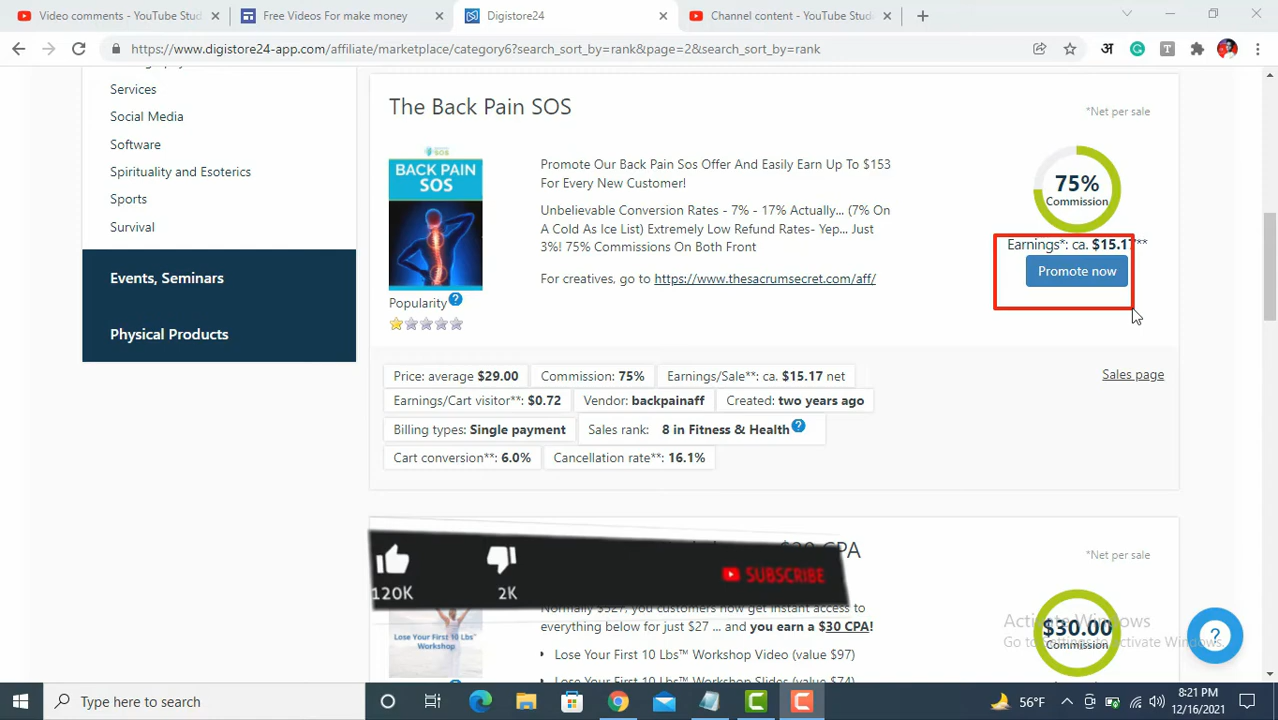 Video comments - YouTube Studio
Free Videos For make money
Digistore24
Channel content - YouTube Stud
https://www.digistore24-app.com/affiliate/marketplace/category6?search_sort_by=rank&page=2&search_sort_by=rank
अ
T
Services
Social Media
Software
Spirituality and Esoterics
Sports
Survival
Events, Seminars
Physical Products
The Back Pain SOS
*Net per sale
BACK PAIN
SOS
Promote Our Back Pain Sos Offer And Easily Earn Up To $153
For Every New Customer!
Unbelievable Conversion Rates - 7% - 17% Actually... (7% On
A Cold As Ice List) Extremely Low Refund Rates- Yep... Just
3%! 75% Commissions On Both Front
For creatives, go to https://www.thesacrumsecret.com/aff/
75%
Commission
Earnings*: ca. $15.17**
Promote now
Popularity ?
Price: average $29.00
Commission: 75%
Earnings/Sale**: ca. $15.17 net
Sales page
Earnings/Cart visitor**: $0.72
Vendor: backpainaff
Created: two years ago
Billing types: Single payment
Sales rank: 8 in Fitness & Health ?
Cart conversion**: 6.0%
Cancellation rate**: 16.1%
CPA
*Net per sale
120K
2K
SUBSCRIBE
Normally $527, you customers now get instant access to
everything below for just $27 ... and you earn a $30 CPA!
Lose Your First 10 Lbs™
Workshop
Lose Your First 10 Lbs™ Workshop Video (value $97)
Lose Your First 10 Lbs™ Workshop Slides (value $74)
$30.00
Commission
Activate Windows
Go to Settings to activate Windows.
?
Type here to search
56°F
8:21 PM
12/16/2021